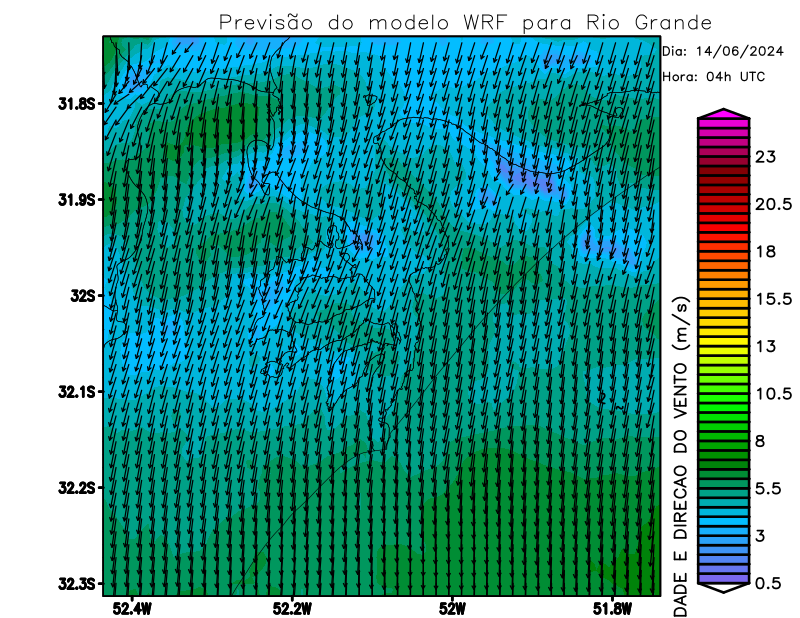 Previsão do modelo WRF para Rio Grande
Dia: 14/06/2024
Hora: 04h UTC
31.8S
31.9S
32S
32.1S
32.2S
32.3S
52.4W
52.2W
52W
51.8W
23
20.5
18
15.5
13
10.5
8
5.5
3
0.5
DADE E DIRECAO DO VENTO (m/s)